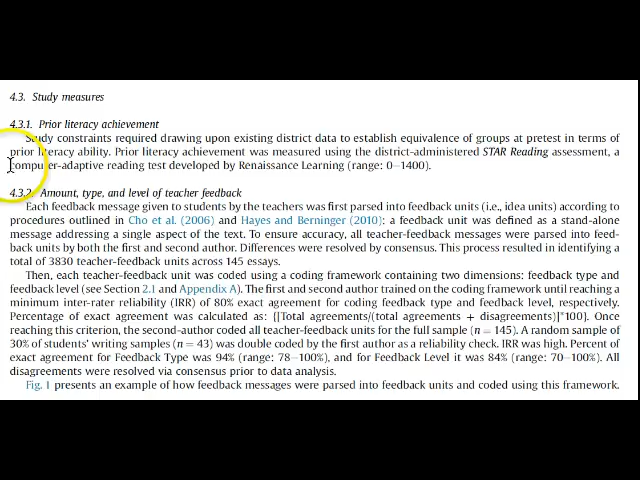 4.3. Study measures
4.3.1. Prior literacy achievement
Study constraints required drawing upon existing district data to establish equivalence of groups at pretest in terms of
prior literacy ability. Prior literacy achievement was measured using the district-administered STAR Reading assessment, a
computer-adaptive reading test developed by Renaissance Learning (range: 0–1400).
4.3.2. Amount, type, and level of teacher feedback
Each feedback message given to students by the teachers was first parsed into feedback units (i.e., idea units) according to
procedures outlined in Cho et al. (2006) and Hayes and Berninger (2010): a feedback unit was defined as a stand-alone
message addressing a single aspect of the text. To ensure accuracy, all teacher-feedback messages were parsed into feed-
back units by both the first and second author. Differences were resolved by consensus. This process resulted in identifying a
total of 3830 teacher-feedback units across 145 essays.
Then, each teacher-feedback unit was coded using a coding framework containing two dimensions: feedback type and
feedback level (see Section 2.1 and Appendix A). The first and second author trained on the coding framework until reaching a
minimum inter-rater reliability (IRR) of 80% exact agreement for coding feedback type and feedback level, respectively.
Percentage of exact agreement was calculated as: {[Total agreements/(total agreements + disagreements)]*100}. Once
reaching this criterion, the second-author coded all teacher-feedback units for the full sample (n = 145). A random sample of
30% of students' writing samples (n = 43) was double coded by the first author as a reliability check. IRR was high. Percent of
exact agreement for Feedback Type was 94% (range: 78–100%), and for Feedback Level it was 84% (range: 70–100%). All
disagreements were resolved via consensus prior to data analysis.
Fig. 1 presents an example of how feedback messages were parsed into feedback units and coded using this framework.